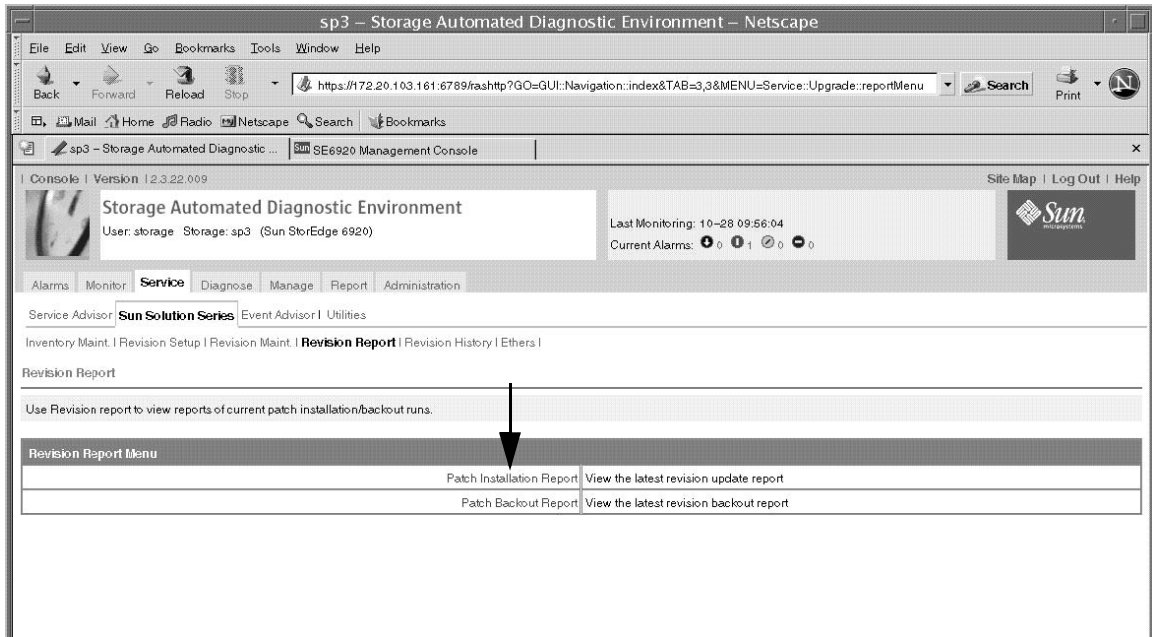 sp3 – Storage Automated Diagnostic Environment – Netscape
File Edit View Go Bookmarks Tools Window Help
Back Forward Reload Stop https://172.20.103.161:6789/rashttp?GO=GUI::Navigation::index&TAB=3,3&MENU=Service::Upgrade::reportMenu Search Print N
Mail Home Radio Netscape Search Bookmarks
sp3 – Storage Automated Diagnostic ... Sun SE6920 Management Console x
| Console | Version | 2.3.22.009 Site Map | Log Out | Help
Storage Automated Diagnostic Environment
User: storage Storage: sp3 (Sun StorEdge 6920)
Last Monitoring: 10–28 09:56:04
Current Alarms: 0 1 0 0
Sun
microsystems
Alarms Monitor Service Diagnose Manage Report Administration
Service Advisor Sun Solution Series Event Advisor | Utilities
Inventory Maint. | Revision Setup | Revision Maint. | Revision Report | Revision History | Ethers |
Revision Report
Use Revision report to view reports of current patch installation/backout runs.
Revision Report Menu
Patch Installation Report View the latest revision update report
Patch Backout Report View the latest revision backout report